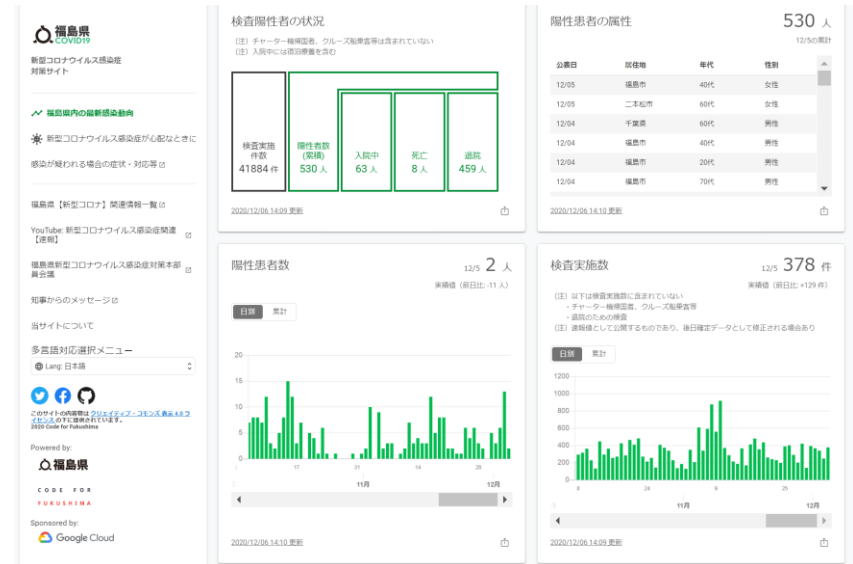 福島県
COVID19
新型コロナウイルス感染症
対策サイト
福島県内の最新感染動向
新型コロナウイルス感染症が心配なときに
感染が疑われる場合の症状・対応等
福島県【新型コロナ】関連情報一覧
YouTube: 新型コロナウイルス感染症関連
【速報】
福島県新型コロナウイルス感染症対策本部
員会議
知事からのメッセージ
当サイトについて
多言語対応選択メニュー
Lang: 日本語
このサイトの内容物は クリエイティブ・コモンズ 表示 4.0 ラ
イセンス の下に提供されています。
2020 Code for Fukushima
Powered by:
福島県
CODE FOR
FUKUSHIMA
Sponsored by:
Google Cloud
検査陽性者の状況
（注）チャーター機帰国者、クルーズ船乗客等は含まれていない
（注）入院中には宿泊療養を含む
検査実施
件数
41884 件
陽性者数
(累積)
530 人
入院中
63 人
死亡
8 人
退院
459 人
2020/12/06 14:09 更新
陽性患者の属性
530 人
12/5の累計
公表日 居住地 年代 性別
12/05 福島市 40代 女性
12/05 二本松市 60代 女性
12/04 千葉県 60代 男性
12/04 福島市 40代 男性
12/04 福島市 20代 男性
12/04 福島市 70代 男性
2020/12/06 14:10 更新
陽性患者数
12/5 2 人
実績値（前日比: -11 人）
日別 累計
20
15
10
5
0
17 31 14 28
11月 12月
2020/12/06 14:10 更新
検査実施数
12/5 378 件
実績値（前日比: +129 件）
（注）以下は検査実施数に含まれていない
・チャーター機帰国者、クルーズ船乗客等
・退院のための検査
（注）速報値として公開するものであり、後日確定データとして修正される場合あり
日別 累計
1200
1000
800
600
400
200
0
8 24 9 25
11月 12月
2020/12/06 14:09 更新